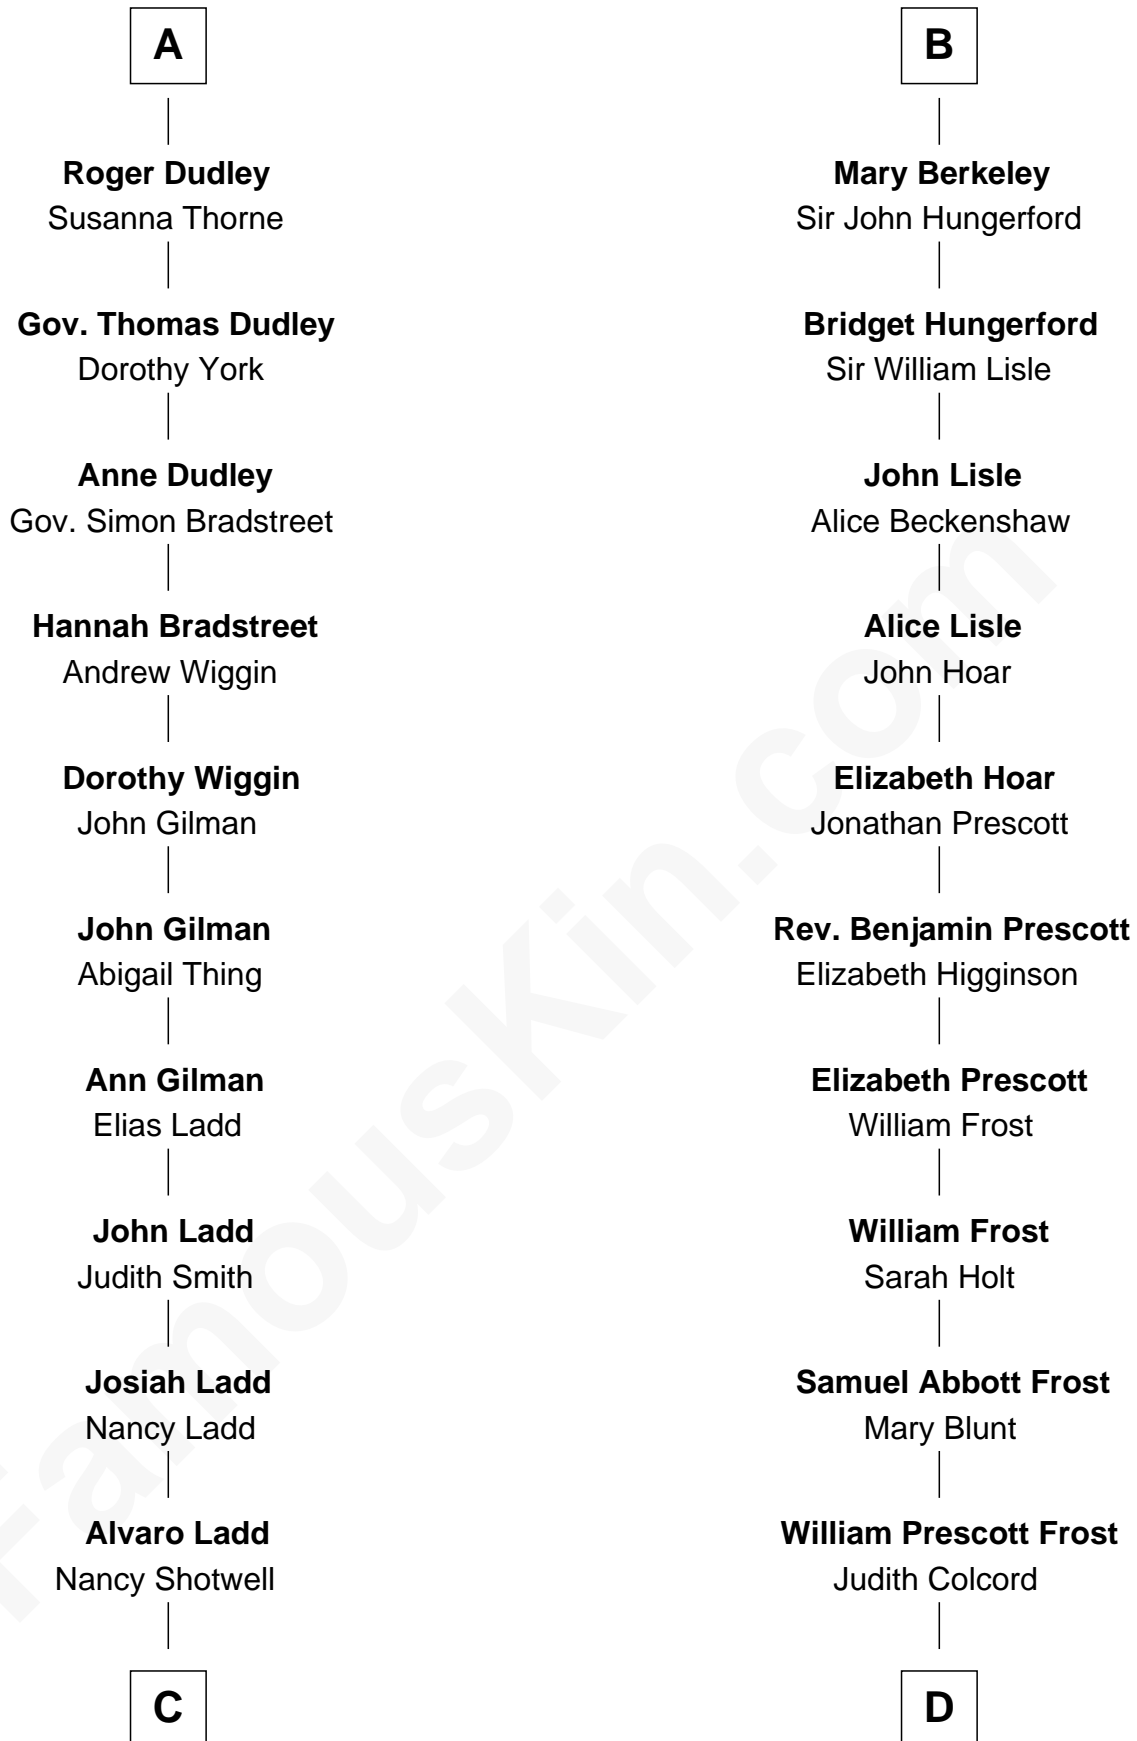 A
Roger Dudley
Susanna Thorne
Gov. Thomas Dudley
Dorothy York
Anne Dudley
Gov. Simon Bradstreet
Hannah Bradstreet
Andrew Wiggin
Dorothy Wiggin
John Gilman
John Gilman
Abigail Thing
Ann Gilman
Elias Ladd
John Ladd
Judith Smith
Josiah Ladd
Nancy Ladd
Alvaro Ladd
Nancy Shotwell
C
B
Mary Berkeley
Sir John Hungerford
Bridget Hungerford
Sir William Lisle
John Lisle
Alice Beckenshaw
Alice Lisle
John Hoar
Elizabeth Hoar
Jonathan Prescott
Rev. Benjamin Prescott
Elizabeth Higginson
Elizabeth Prescott
William Frost
William Frost
Sarah Holt
Samuel Abbott Frost
Mary Blunt
William Prescott Frost
Judith Colcord
D
FamousKin.com